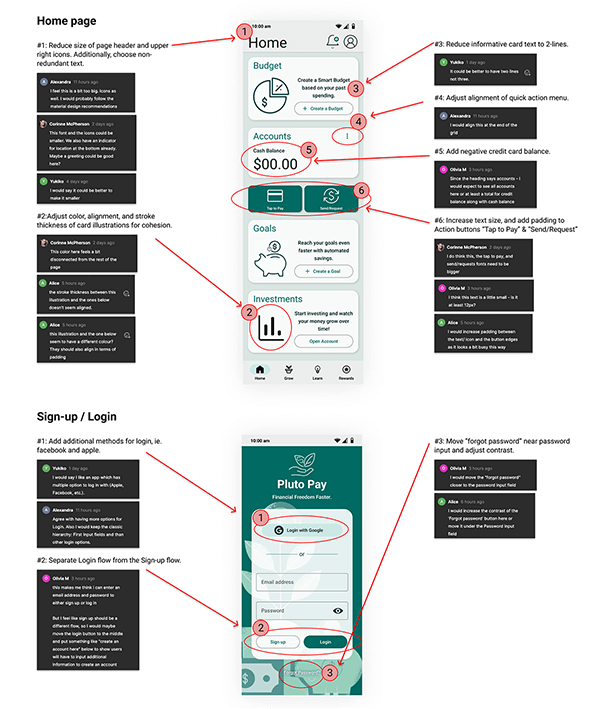 Home page
#1: Reduce size of page header and upper
right icons. Additionally, choose non-
redundant text.
Alexandra 11 hours ago
I feel this is a bit too big. Icons as
well. I would probably follow the
material design recommendations
Corinne McPherson 2 days ago
This font and the icons could be
smaller. We also have an indicator
for location at the bottom already.
Maybe a greeting could be good
here?
Y
Yukiko 4 days ago
I would say it could be better to
make it smaller
#2:Adjust color, alignment, and stroke
thickness of card illustrations for cohesion.
Corinne McPherson 2 days ago
This color here feels a bit
disconnected from the rest of the
page
A
Alice 5 hours ago
the stroke thickness between this
illustration and the ones below
doesn't seem aligned.
A
Alice 5 hours ago
this illustration and the one below
seem to have a different colour?
They should also align in terms of
padding
10:00 am
1
Home
Budget
Create a Smart Budget
based on your past
spending.
3
+ Create a Budget
4
Accounts
Cash Balance
5
$00.00
6
Tap to Pay
Send/Request
Goals
Reach your goals even
faster with automated
savings.
+ Create a Goal
Investments
2
Start investing and watch
your money grow over
time!
Open Account
Home
Grow
Learn
Rewards
#3: Reduce informative card text to 2-lines.
Y
Yukiko 1 day ago
It could be better to have two lines
not three.
#4: Adjust alignment of quick action menu.
A
Alexandra 11 hours ago
I would align this at the end of the
grid
#5: Add negative credit card balance.
O
Olivia M 3 hours ago
Since the heading says accounts - I
would expect to see all accounts
here or at least a total for credit
balance along with cash balance
#6: Increase text size, and add padding to
Action buttons "Tap to Pay" & "Send/Request"
Corinne McPherson 2 days ago
I do think this, the tap to pay, and
send/requests fonts need to be
bigger
O
Olivia M 3 hours ago
I think this text is a little small - is it
at least 12px?
A
Alice 5 hours ago
I would increase padding between
the text/ icon and the button edges
as it looks a bit busy this way
Sign-up / Login
#1: Add additional methods for login, ie.
facebook and apple.
Y
Yukiko 1 day ago
I would say I like an app which has
multiple option to log in with (Apple,
Facebook, etc.).
A
Alexandra 11 hours ago
Agree with having more options for
Login. Also I would keep the classic
hierarchy: First input fields and than
other login options.
#2: Separate Login flow from the Sign-up flow.
O
Olivia M 3 hours ago
this makes me think I can enter an
email address and password to
either sign up or log in
But I feel like sign up should be a
different flow, so I would maybe
move the login button to the middle
and put something like "create an
account here" below to show users
will have to input additional
Information to create an account
10:00 am
Pluto Pay
Financial Freedom Faster.
1
G
Login with Google
or
Email address
Password
2
Sign up
Login
Forgot Password?
3
#3: Move "forgot password" near password
input and adjust contrast.
O
Olivia M 3 hours ago
I would move the "forgot password"
closer to the password input field
A
Alice 6 hours ago
I would increase the contrast of the
'Forgot password' button here or
move it under the Password input
field